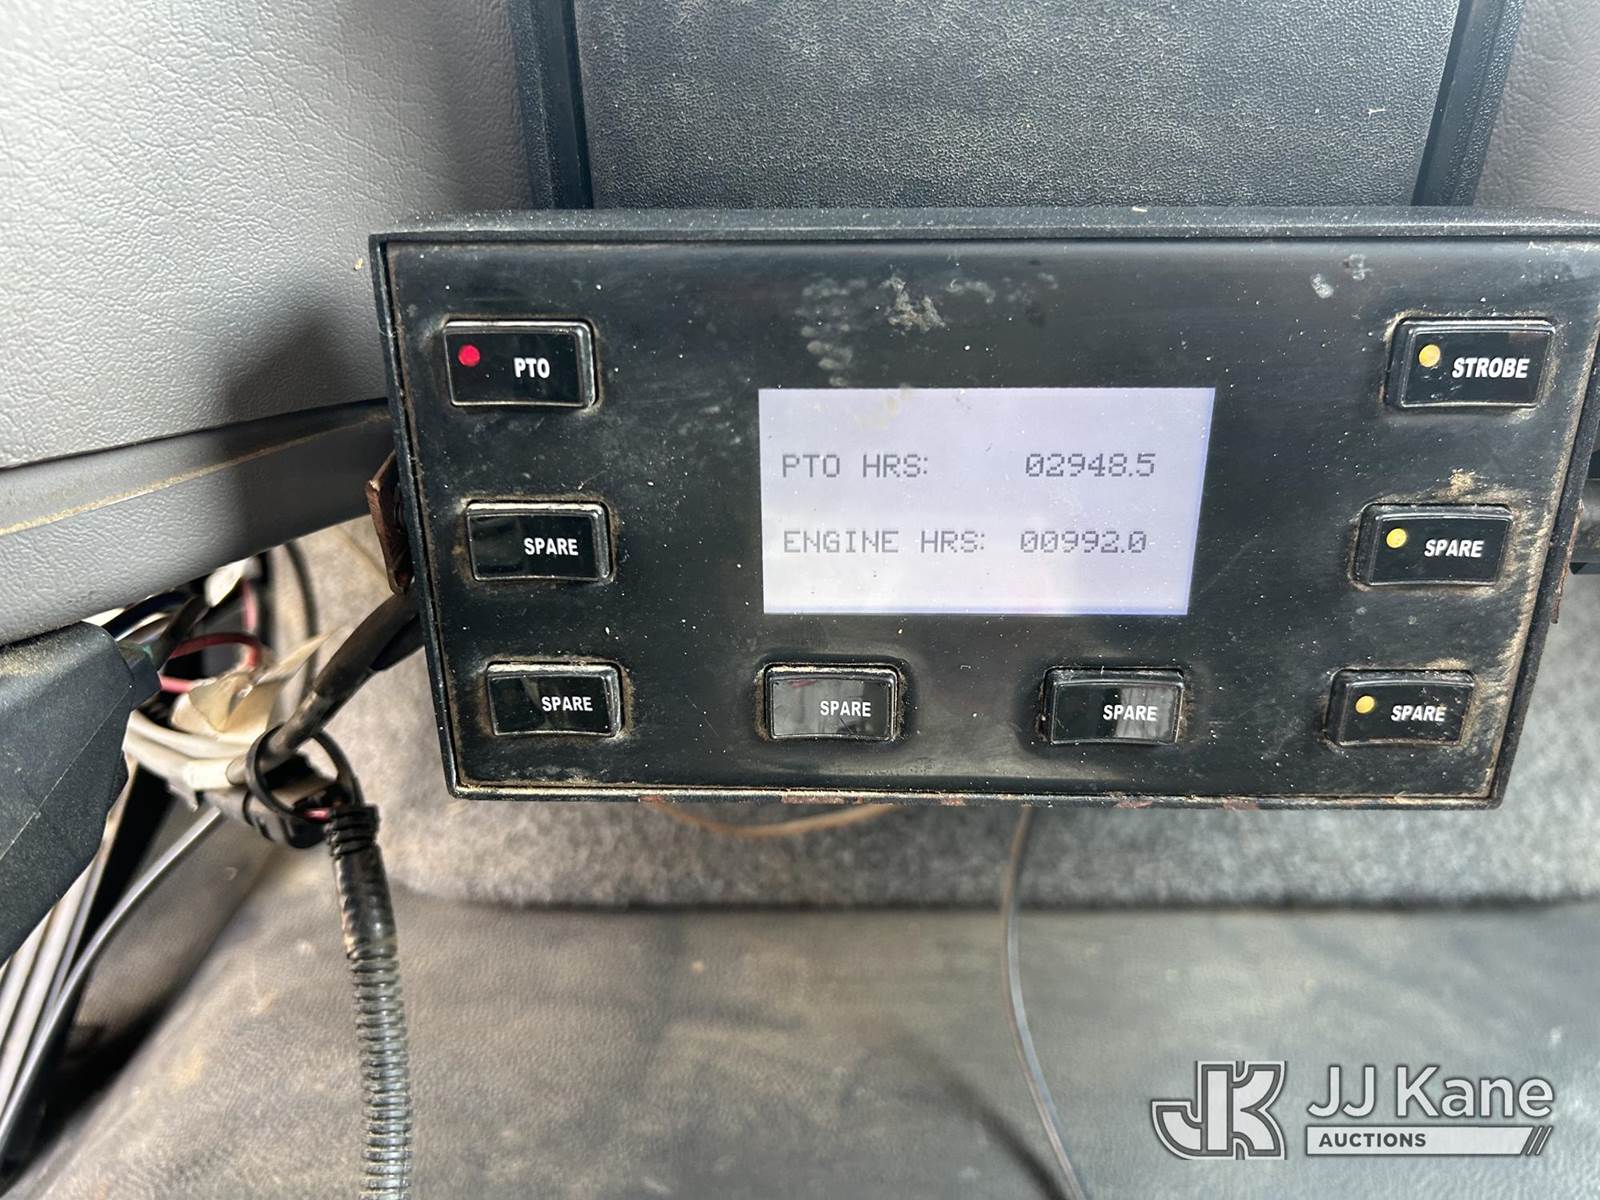 PTO
STROBE
PTO HRS: 02948.5
SPARE
ENGINE HRS: 00992.0
SPARE
SPARE
SPARE
SPARE
SPARE
JK
JJ Kane
AUCTIONS